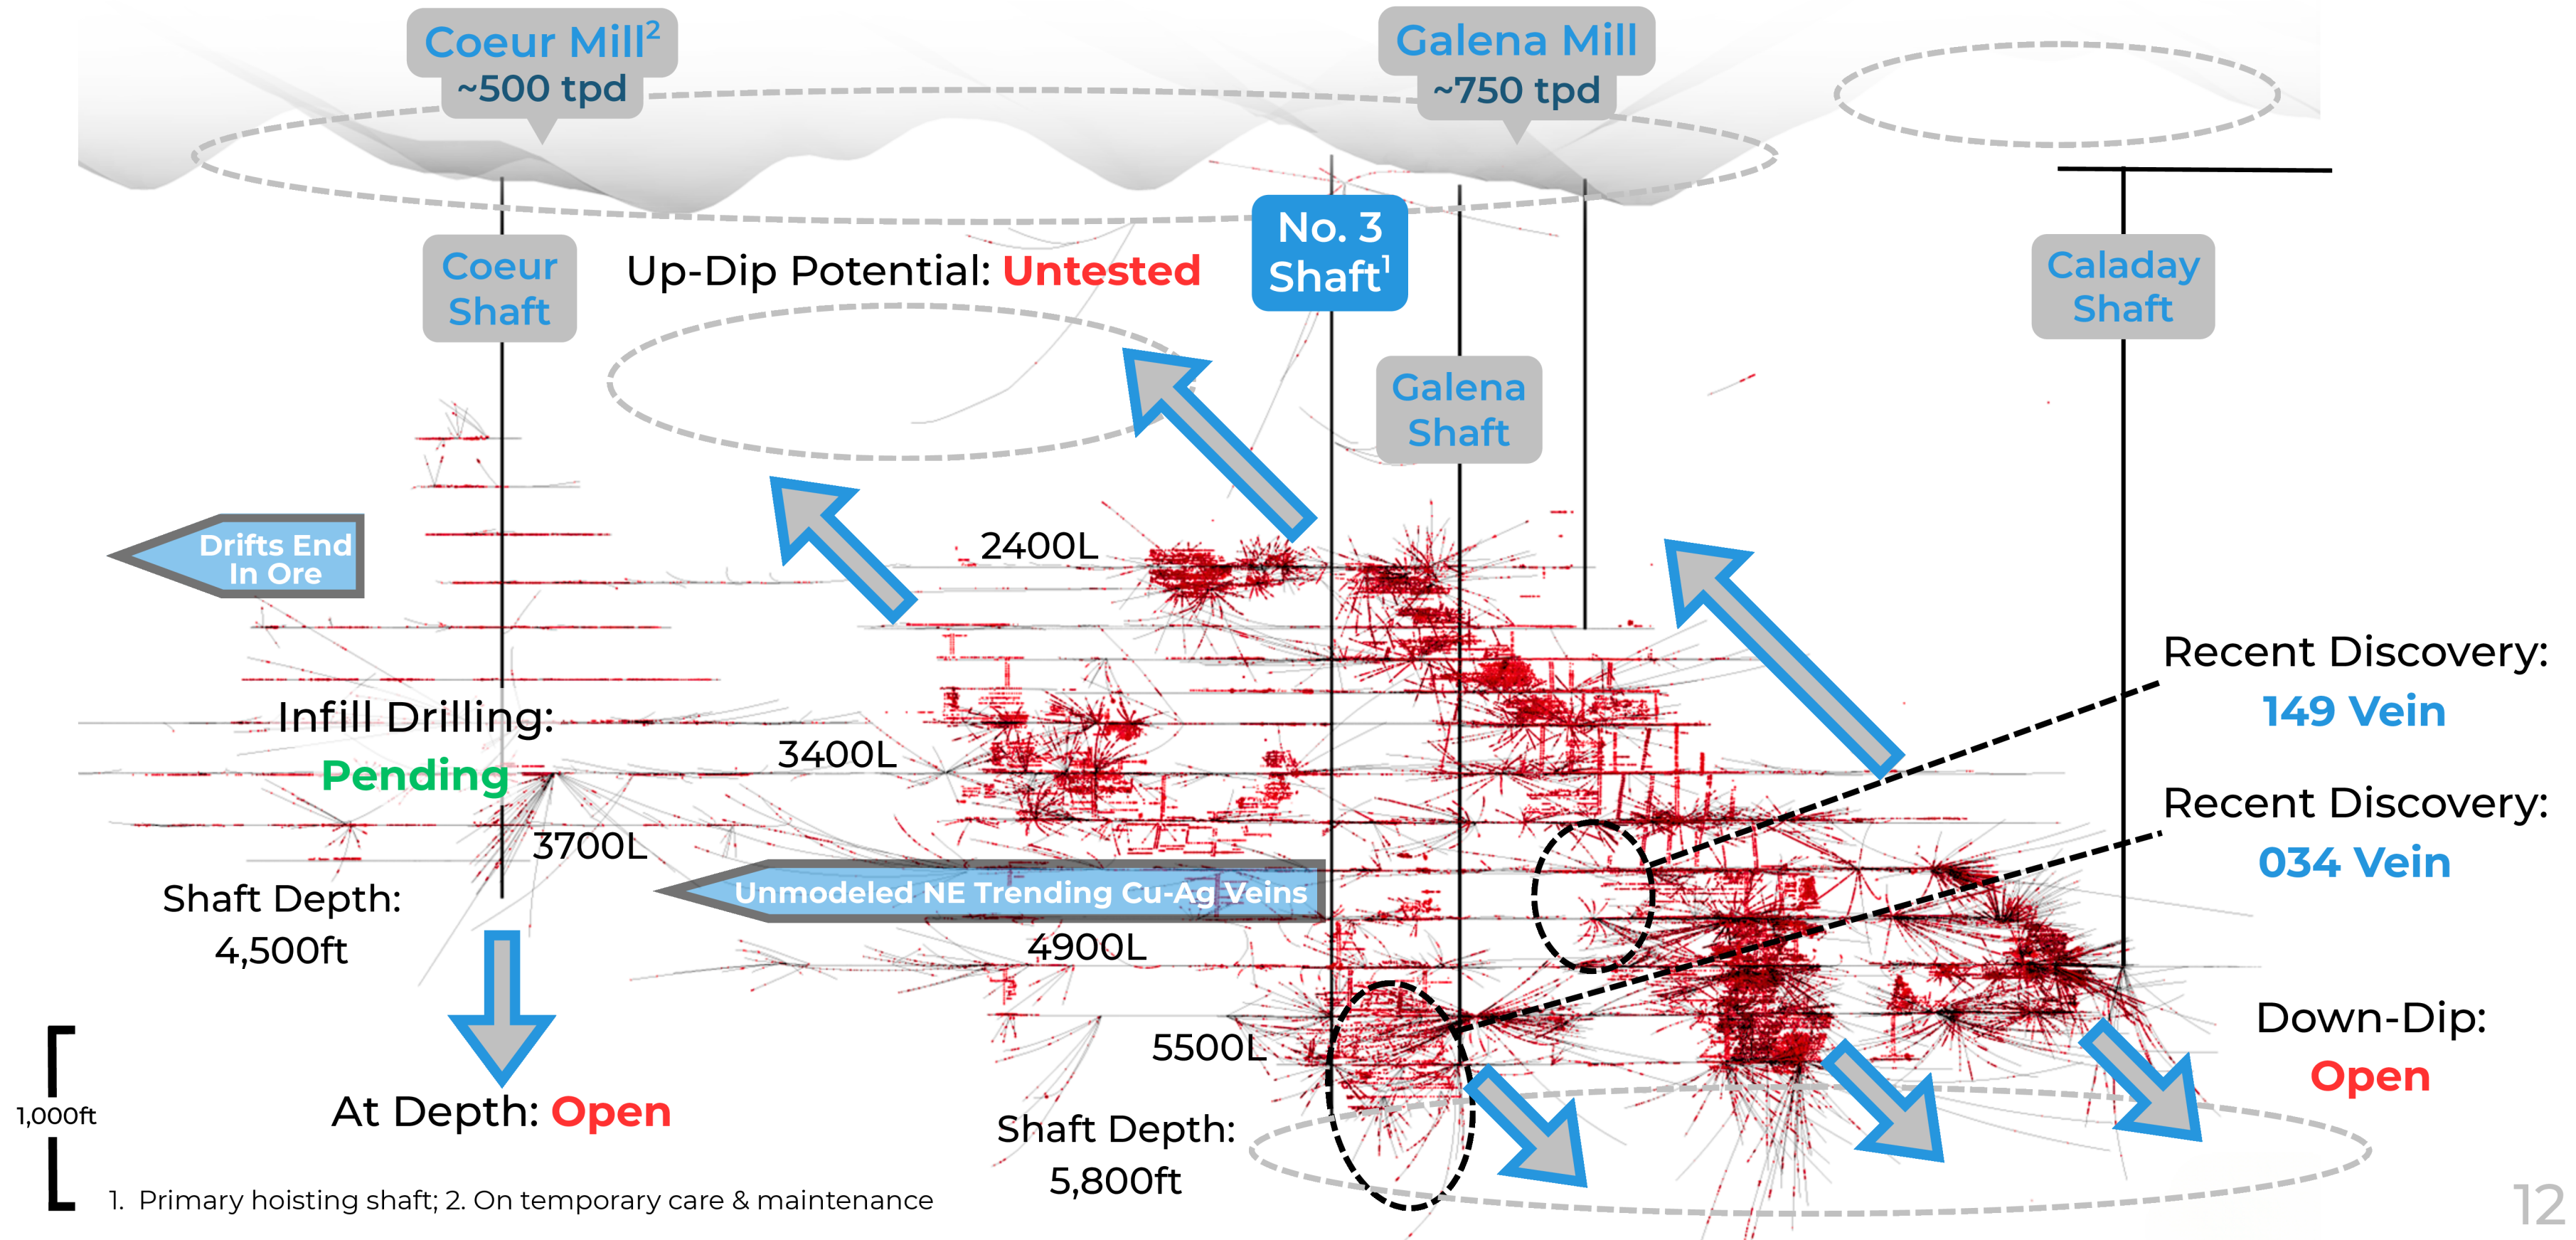 Coeur Mill²
~500 tpd
Galena Mill
~750 tpd
Coeur
Shaft
Up-Dip Potential: Untested
No. 3
Shaft¹
Galena
Shaft
Caladay
Shaft
Drifts End
In Ore
2400L
Infill Drilling:
Pending
3400L
3700L
Recent Discovery:
149 Vein
Recent Discovery:
034 Vein
Unmodeled NE Trending Cu-Ag Veins
Shaft Depth:
4,500ft
4900L
5500L
Down-Dip:
Open
At Depth: Open
Shaft Depth:
5,800ft
1,000ft
1. Primary hoisting shaft; 2. On temporary care & maintenance
12